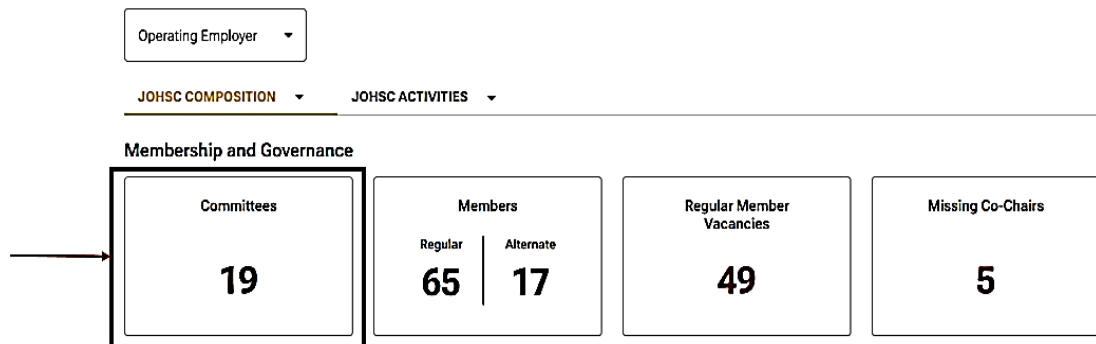 Operating Employer
JOHSC COMPOSITION JOHSC ACTIVITIES
Membership and Governance
Committees
19
Members
Regular Alternate
65 17
Regular Member
Vacancies
49
Missing Co-Chairs
5